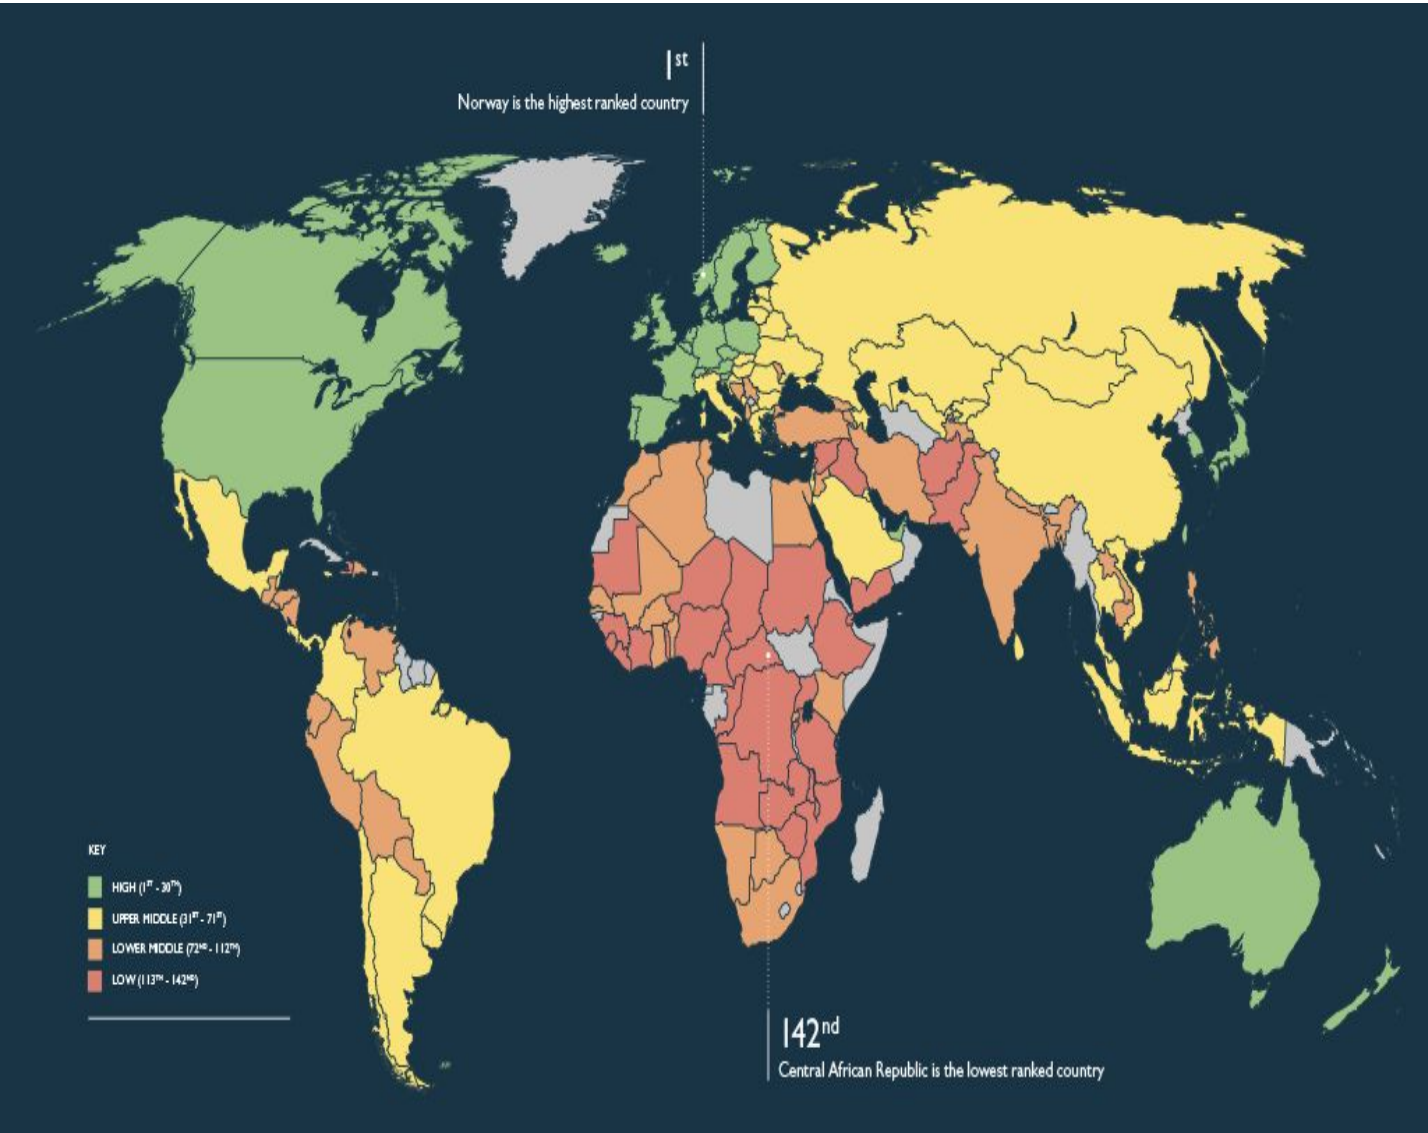 1st
Norway is the highest ranked country
KEY
HIGH (1ST - 30TH)
UPPER MIDDLE (31ST - 71ST)
LOWER MIDDLE (72ND - 112TH)
LOW (113TH - 142ND)
142nd
Central African Republic is the lowest ranked country